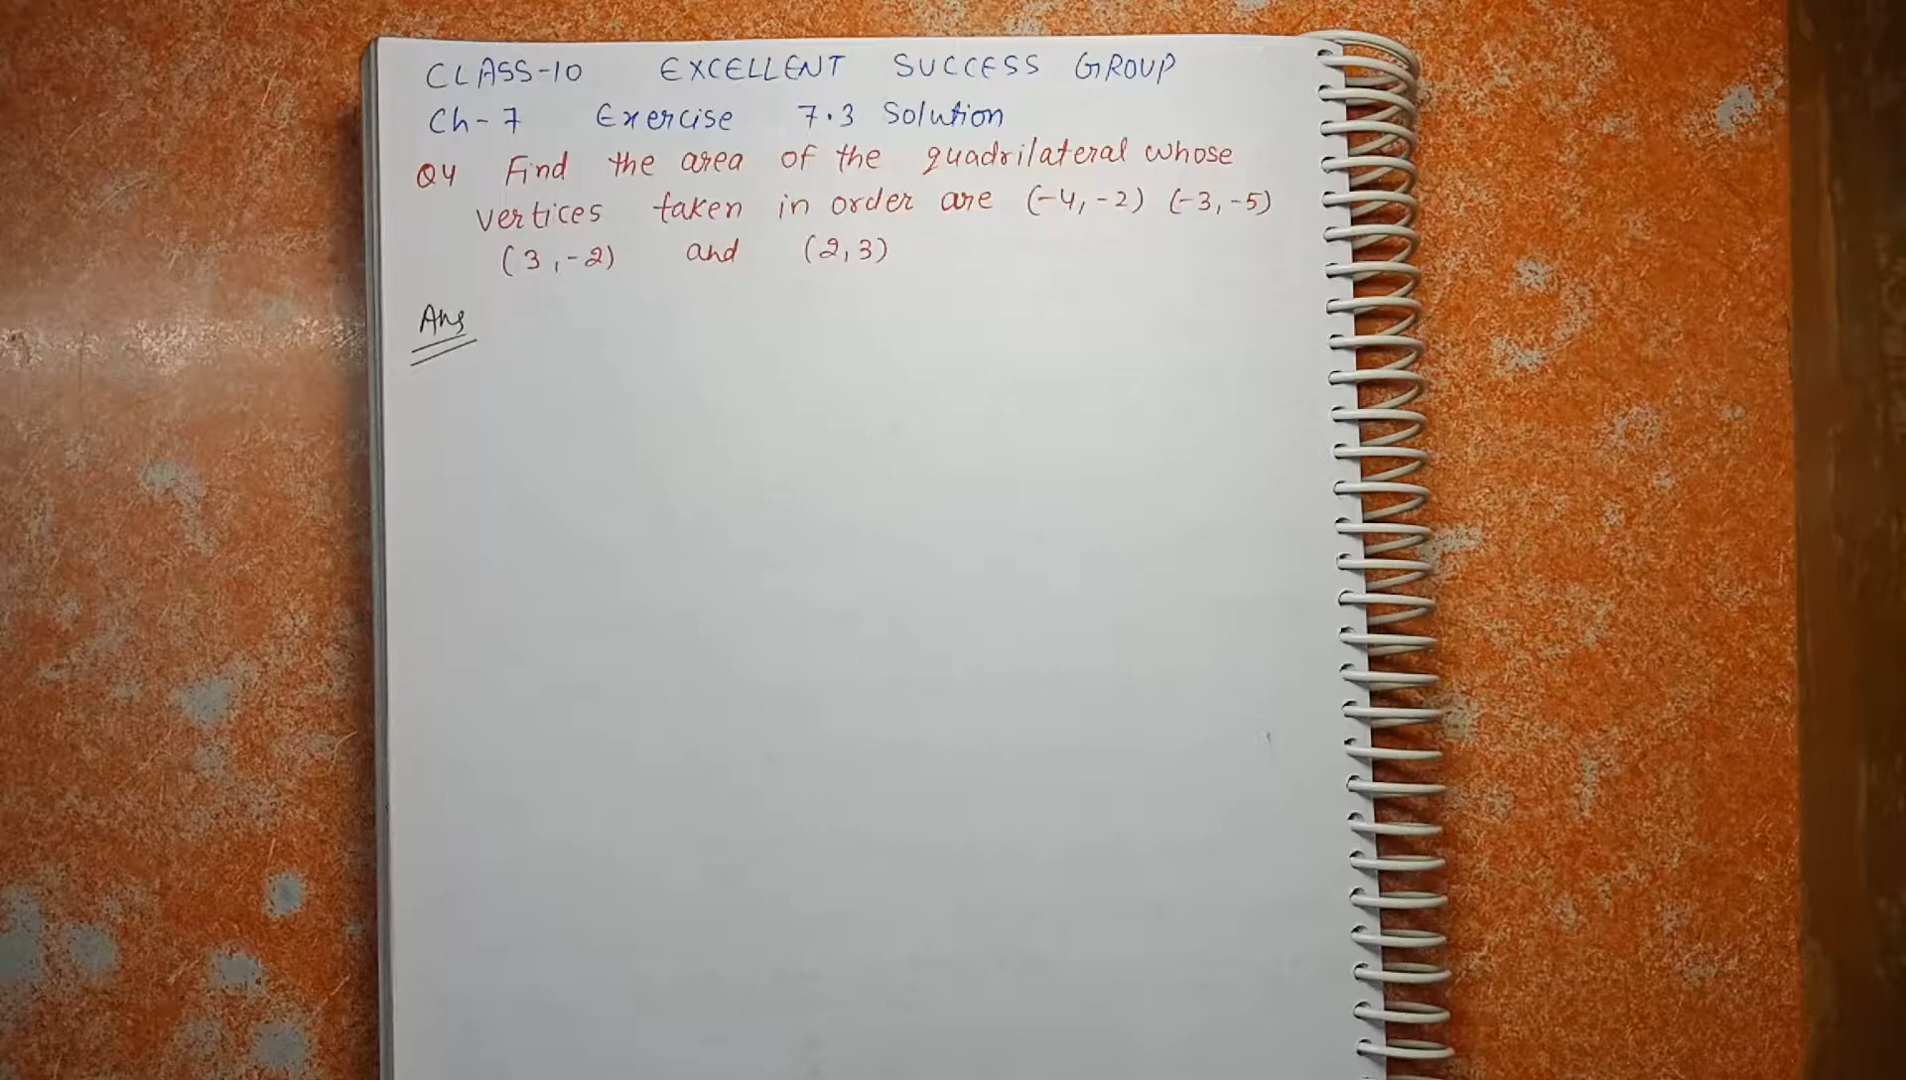 CLASS-10 EXCELLENT SUCCESS GROUP
Ch-7 Exercise 7.3 Solution
Q4 Find the area of the quadrilateral whose
vertices taken in order are (-4,-2) (-3,-5)
(3,-2) and (2,3)
Ans